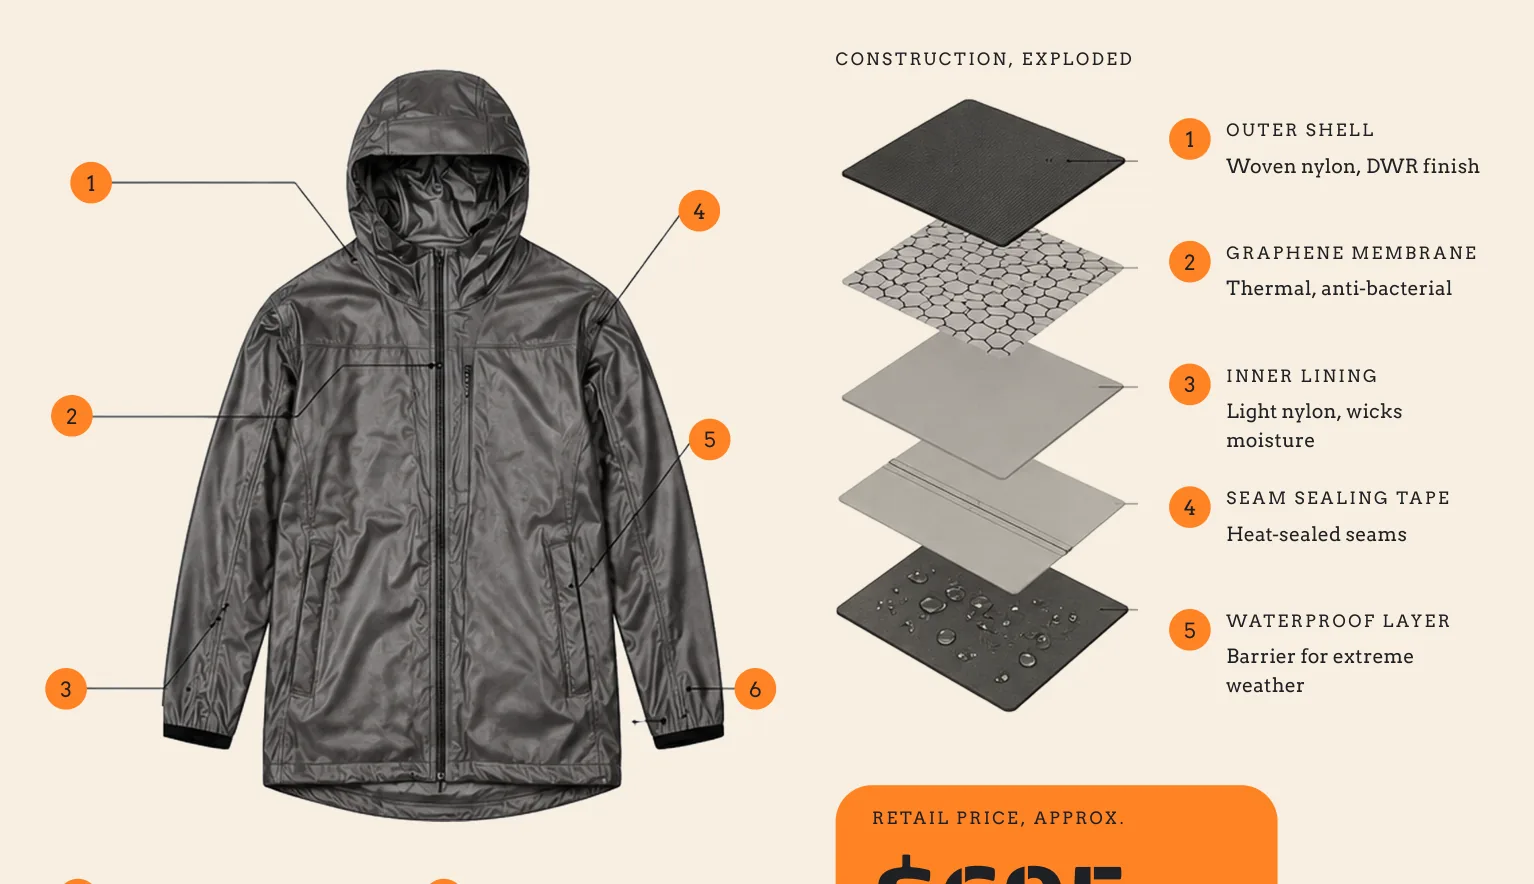 CONSTRUCTION, EXPLODED
1
OUTER SHELL
Woven nylon, DWR finish
2
GRAPHENE MEMBRANE
Thermal, anti-bacterial
3
INNER LINING
Light nylon, wicks
moisture
4
SEAM SEALING TAPE
Heat-sealed seams
5
WATERPROOF LAYER
Barrier for extreme
weather
1
4
2
5
3
6
RETAIL PRICE, APPROX.